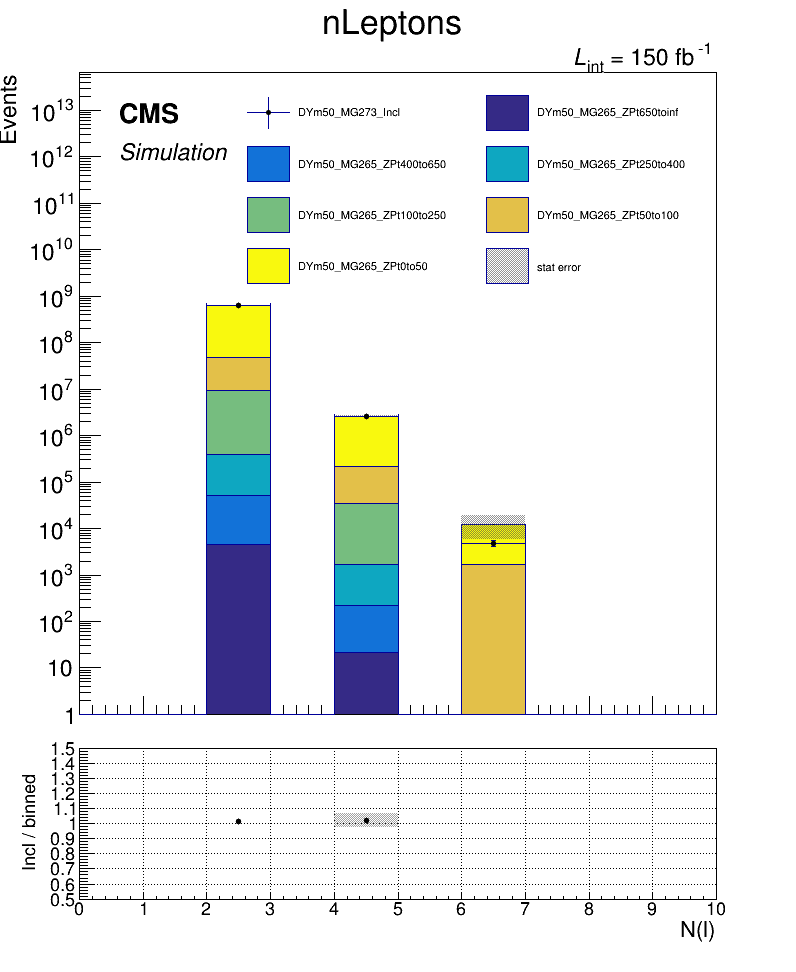 nLeptons
L_int = 150 fb^-1
Events
CMS
Simulation
DYm50_MG273_Incl
DYm50_MG265_ZPt650toinf
DYm50_MG265_ZPt400to650
DYm50_MG265_ZPt250to400
DYm50_MG265_ZPt100to250
DYm50_MG265_ZPt50to100
DYm50_MG265_ZPt0to50
stat error
10^13
10^12
10^11
10^10
10^9
10^8
10^7
10^6
10^5
10^4
10^3
10^2
10
1
Incl / binned
1.5
1.4
1.3
1.2
1.1
1
0.9
0.8
0.7
0.6
0.5
0 1 2 3 4 5 6 7 8 9 10
N(l)